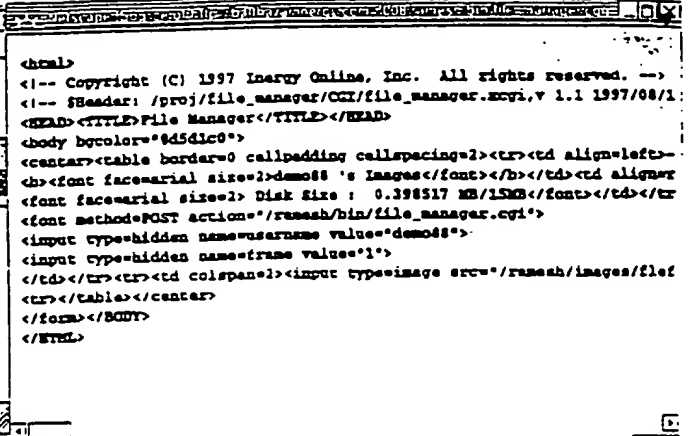 <html>
<!-- Copyright (C) 1997 Inergy Online, Inc. All rights reserved. -->
<!-- $Header: /proj/file_manager/CGI/file_manager.xcgi,v 1.1 1997/08/1
<HEAD><TITLE>File Manager</TITLE></HEAD>
<body bgcolor="#d5d1c0">
<center><table border=0 cellpadding cellspacing=2><tr><td align=left>
<b><font face=arial size=2>demo88 's Images</font></b></td><td align=r
<font face=arial size=2> Disk Size : 0.398517 MB/15MB</font></td></tr
<form method=POST action="/ramesh/bin/file_manager.cgi">
<input type=hidden name=username value="demo88">
<input type=hidden name=frame value="1">
</td></tr><tr><td colspan=2><input type=image src="/ramesh/images/flef
<tr></table></center>
</form></BODY>
</HTML>